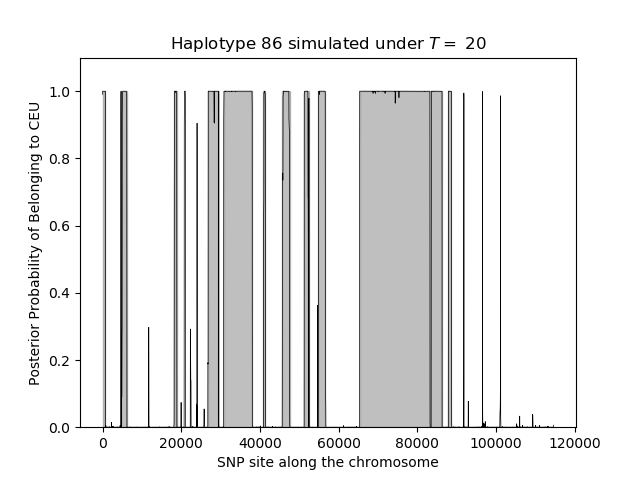 Haplotype 86 simulated under T = 20
Posterior Probability of Belonging to CEU
1.0
0.8
0.6
0.4
0.2
0.0
0 20000 40000 60000 80000 100000 120000
SNP site along the chromosome